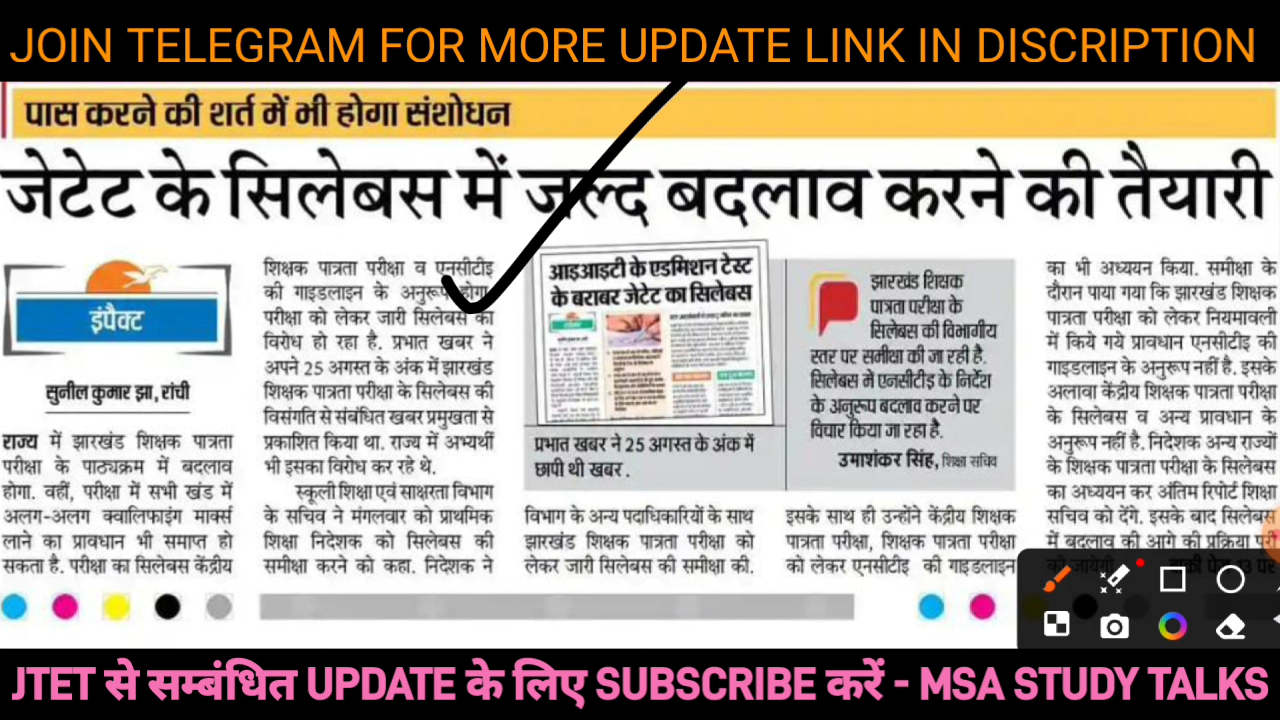 JOIN TELEGRAM FOR MORE UPDATE LINK IN DISCRIPTION
पास करने की शर्त में भी होगा संशोधन
जेटेट के सिलेबस में जल्द बदलाव करने की तैयारी
इंपैक्ट
सुनील कुमार झा, रांची
राज्य में झारखंड शिक्षक पात्रता
परीक्षा के पाठ्यक्रम में बदलाव
होगा. वहीं, परीक्षा में सभी खंड में
अलग-अलग क्वालिफाइंग मार्क्स
लाने का प्रावधान भी समाप्त हो
सकता है. परीक्षा का सिलेबस केंद्रीय
शिक्षक पात्रता परीक्षा व एनसीटीइ
की गाइडलाइन के अनुरूप होगा.
परीक्षा को लेकर जारी सिलेबस का
विरोध हो रहा है. प्रभात खबर ने
अपने 25 अगस्त के अंक में झारखंड
शिक्षक पात्रता परीक्षा के सिलेबस की
विसंगति से संबंधित खबर प्रमुखता से
प्रकाशित किया था. राज्य में अभ्यर्थी
भी इसका विरोध कर रहे थे.
स्कूली शिक्षा एवं साक्षरता विभाग
के सचिव ने मंगलवार को प्राथमिक
शिक्षा निदेशक को सिलेबस की
समीक्षा करने को कहा. निदेशक ने
आइआइटी के एडमिशन टेस्ट
के बराबर जेटेट का सिलेबस
प्रभात खबर ने 25 अगस्त के अंक में
छापी थी खबर.
विभाग के अन्य पदाधिकारियों के साथ
झारखंड शिक्षक पात्रता परीक्षा को
लेकर जारी सिलेबस की समीक्षा की.
झारखंड शिक्षक
पात्रता परीक्षा के
सिलेबस की विभागीय
स्तर पर समीक्षा की जा रही है.
सिलेबस में एनसीटीइ के निर्देश
के अनुरूप बदलाव करने पर
विचार किया जा रहा है.
उमाशंकर सिंह, शिक्षा सचिव
इसके साथ ही उन्होंने केंद्रीय शिक्षक
पात्रता परीक्षा, शिक्षक पात्रता परीक्षा
को लेकर एनसीटीइ की गाइडलाइन
का भी अध्ययन किया. समीक्षा के
दौरान पाया गया कि झारखंड शिक्षक
पात्रता परीक्षा को लेकर नियमावली
में किये गये प्रावधान एनसीटीइ की
गाइडलाइन के अनुरूप नहीं है. इसके
अलावा केंद्रीय शिक्षक पात्रता परीक्षा
के सिलेबस व अन्य प्रावधान के
अनुरूप नहीं है. निदेशक अन्य राज्यों
के शिक्षक पात्रता परीक्षा के सिलेबस
का अध्ययन कर अंतिम रिपोर्ट शिक्षा
सचिव को देंगे. इसके बाद सिलेबस
में बदलाव की आगे की प्रक्रिया पूरी
JTET से सम्बंधित UPDATE के लिए SUBSCRIBE करें - MSA STUDY TALKS